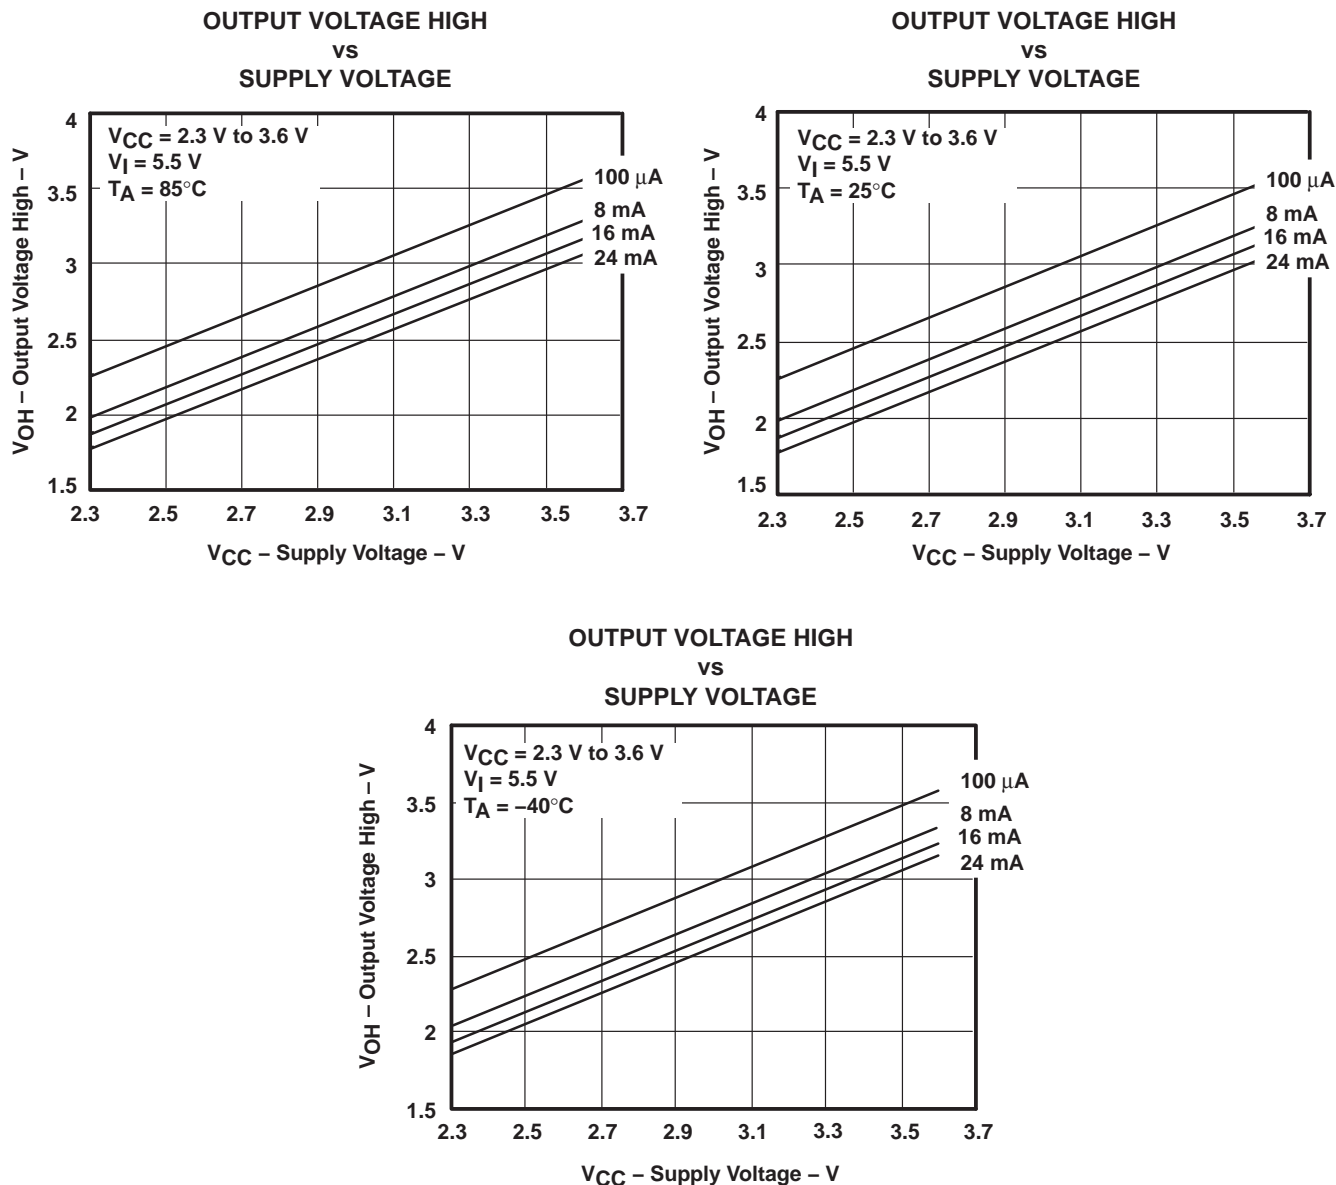 OUTPUT VOLTAGE HIGH
vs
SUPPLY VOLTAGE
VOH – Output Voltage High – V
4
3.5
3
2.5
2
1.5
VCC = 2.3 V to 3.6 V
VI = 5.5 V
TA = 85°C
100 μA
8 mA
16 mA
24 mA
2.3 2.5 2.7 2.9 3.1 3.3 3.5 3.7
VCC – Supply Voltage – V
OUTPUT VOLTAGE HIGH
vs
SUPPLY VOLTAGE
VOH – Output Voltage High – V
4
3.5
3
2.5
2
1.5
VCC = 2.3 V to 3.6 V
VI = 5.5 V
TA = 25°C
100 μA
8 mA
16 mA
24 mA
2.3 2.5 2.7 2.9 3.1 3.3 3.5 3.7
VCC – Supply Voltage – V
OUTPUT VOLTAGE HIGH
vs
SUPPLY VOLTAGE
VOH – Output Voltage High – V
4
3.5
3
2.5
2
1.5
VCC = 2.3 V to 3.6 V
VI = 5.5 V
TA = –40°C
100 μA
8 mA
16 mA
24 mA
2.3 2.5 2.7 2.9 3.1 3.3 3.5 3.7
VCC – Supply Voltage – V